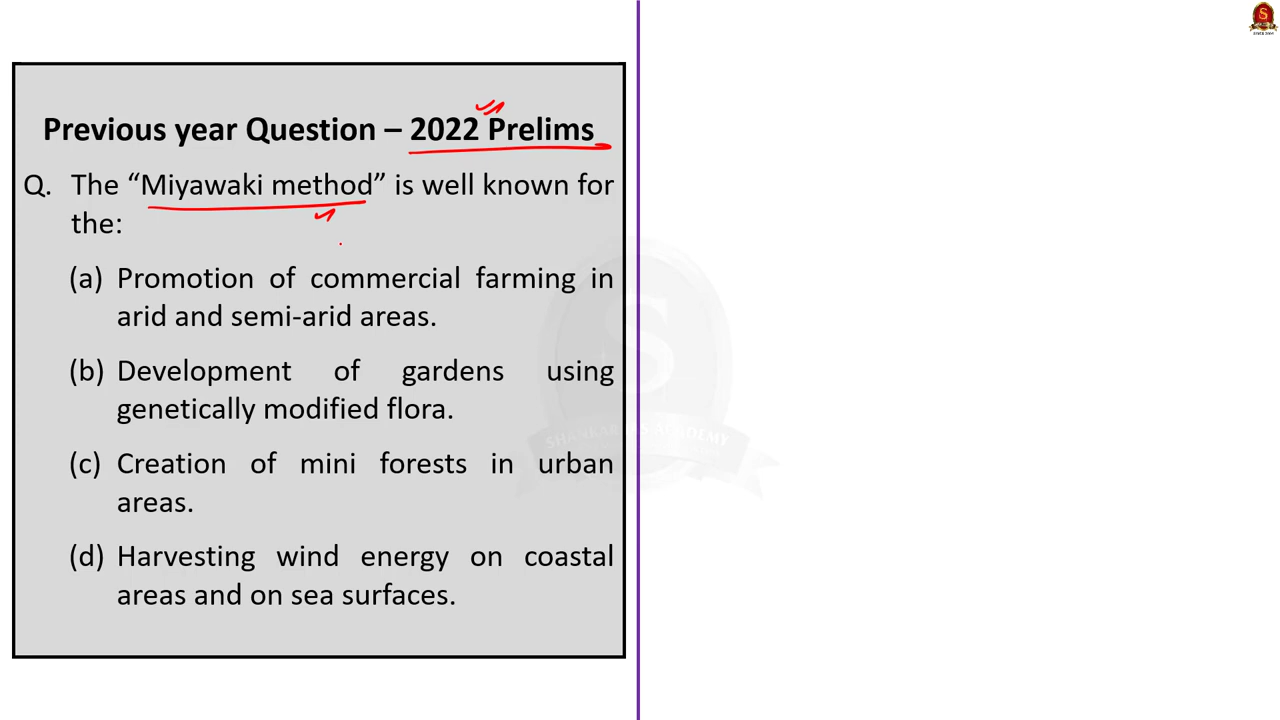 Previous year Question – 2022 Prelims
Q. The “Miyawaki method” is well known for
the:
(a) Promotion of commercial farming in
arid and semi-arid areas.
(b) Development of gardens using
genetically modified flora.
(c) Creation of mini forests in urban
areas.
(d) Harvesting wind energy on coastal
areas and on sea surfaces.
S